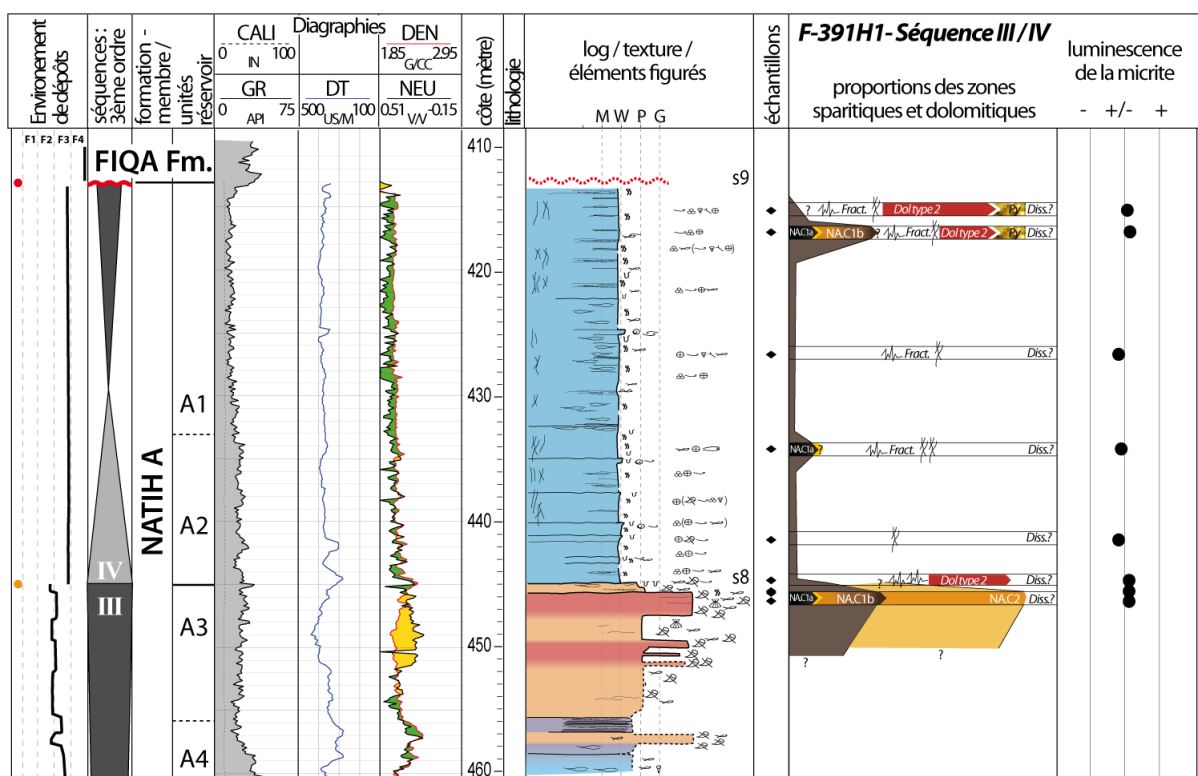 Environement de dépôts
séquences : 3ème ordre
formation - membre /
unités réservoir
Diagraphies
CALI
0 100
IN
GR
0 75
API
DT
500 100
US/M
DEN
1.85 2.95
G/CC
NEU
0.51 -0.15
V/V
côte (mètre)
lithologie
log / texture /
éléments figurés
M W P G
échantillons
F-391H1- Séquence III / IV
proportions des zones
sparitiques et dolomitiques
luminescence
de la micrite
- +/- +
F1 F2 F3 F4
FIQA Fm.
410
s9
? Fract. Dol type 2 Py Diss.?
NA.C1a NA.C1b ? Fract. Dol type 2 Py Diss.?
420
Fract. Diss.?
430
A1
NA.C1a ? Fract. Diss.?
NATIH A
A2
440
Diss.?
IV
s8
? Dol type 2
III
NA.C1a NA.C1b NA.C2 Diss.?
A3
450
? ?
A4
460